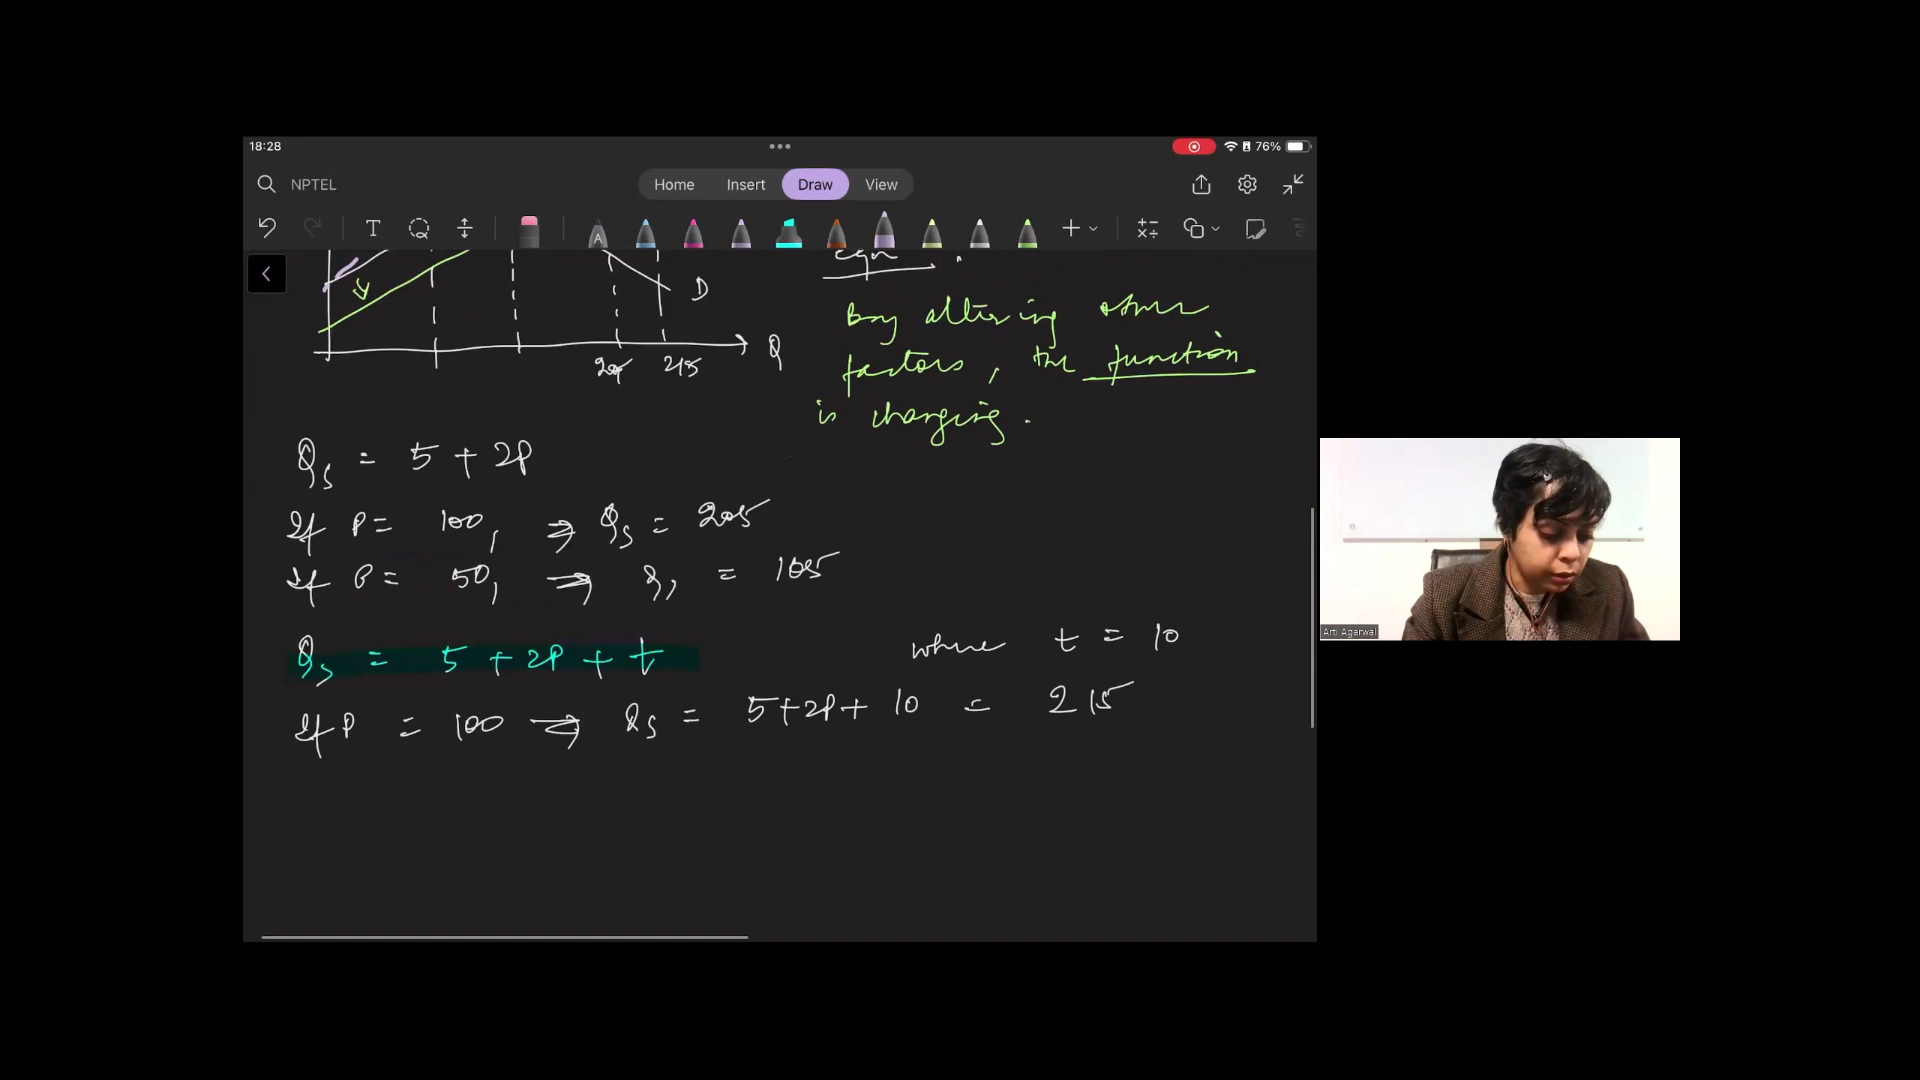 18:28
76%
NPTEL
Home Insert Draw View
T
A
eqn .
D
By altering other
factors, the function
is changing.
205 215 Q
Qs = 5 + 2P
If P = 100, ⇒ Qs = 205
If P = 50, ⇒ Qs = 105
Qs = 5 + 2P + t where t = 10
If P = 100 ⇒ Qs = 5+2P+ 10 = 215
Arti Agarwal